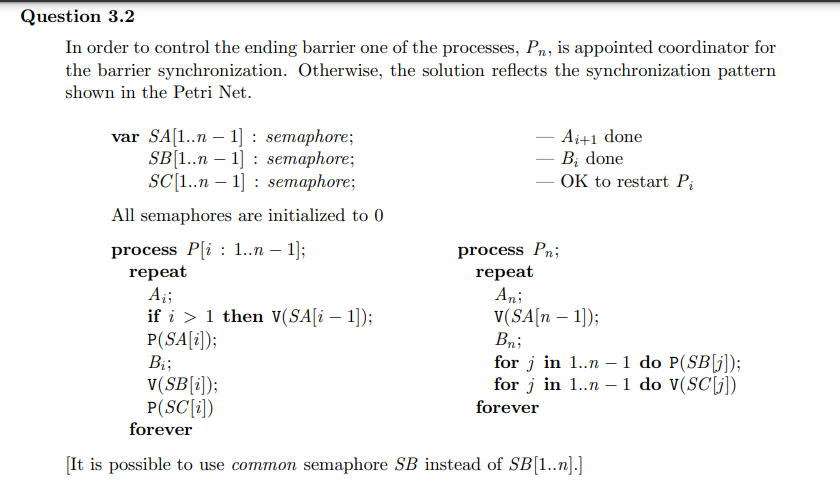 Question 3.2
In order to control the ending barrier one of the processes, Pₙ, is appointed coordinator for
the barrier synchronization. Otherwise, the solution reflects the synchronization pattern
shown in the Petri Net.
var SA[1..n − 1] : semaphore; — Aᵢ₊₁ done
SB[1..n − 1] : semaphore; — Bᵢ done
SC[1..n − 1] : semaphore; — OK to restart Pᵢ
All semaphores are initialized to 0
process P[i : 1..n − 1];
repeat
Aᵢ;
if i > 1 then V(SA[i − 1]);
P(SA[i]);
Bᵢ;
V(SB[i]);
P(SC[i])
forever
process Pₙ;
repeat
Aₙ;
V(SA[n − 1]);
Bₙ;
for j in 1..n − 1 do P(SB[j]);
for j in 1..n − 1 do V(SC[j])
forever
[It is possible to use common semaphore SB instead of SB[1..n].]